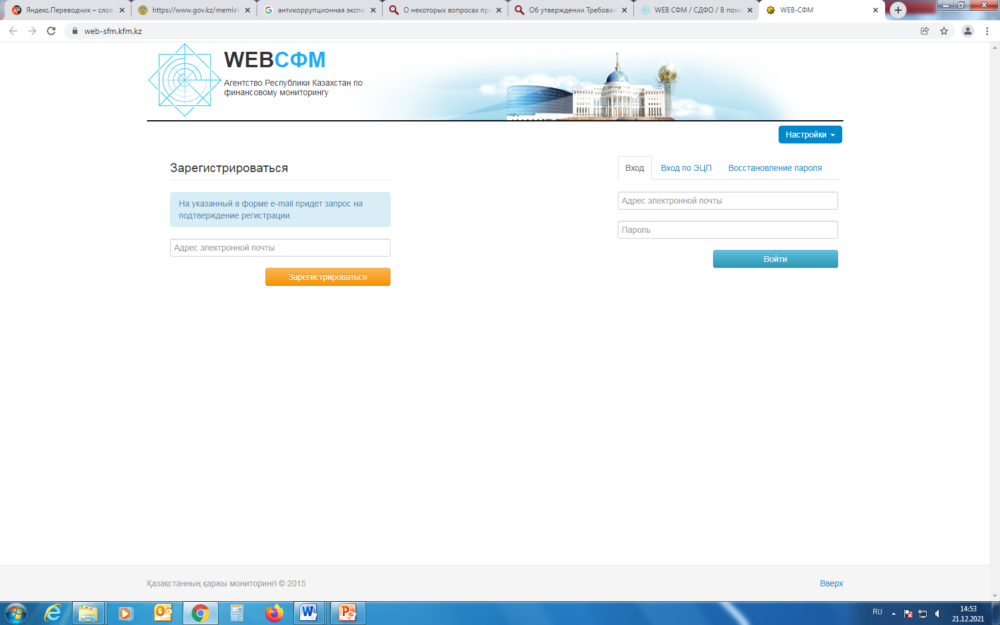 Яндекс.Переводчик – слова
https://www.gov.kz/memlek
антикоррупционная экспе
О некоторых вопросах пр
Об утверждении Требован
WEB СФМ / СДФО / В пом
WEB-СФМ
web-sfm.kfm.kz
WEBСФМ
Агентство Республики Казахстан по
финансовому мониторингу
Настройки
Зарегистрироваться
На указанный в форме e-mail придет запрос на
подтверждение регистрации.
Адрес электронной почты
Зарегистрироваться
Вход
Вход по ЭЦП
Восстановление пароля
Адрес электронной почты
Пароль
Войти
Қазақстанның қаржы мониторингі © 2015
Вверх
RU
14:53
21.12.2021